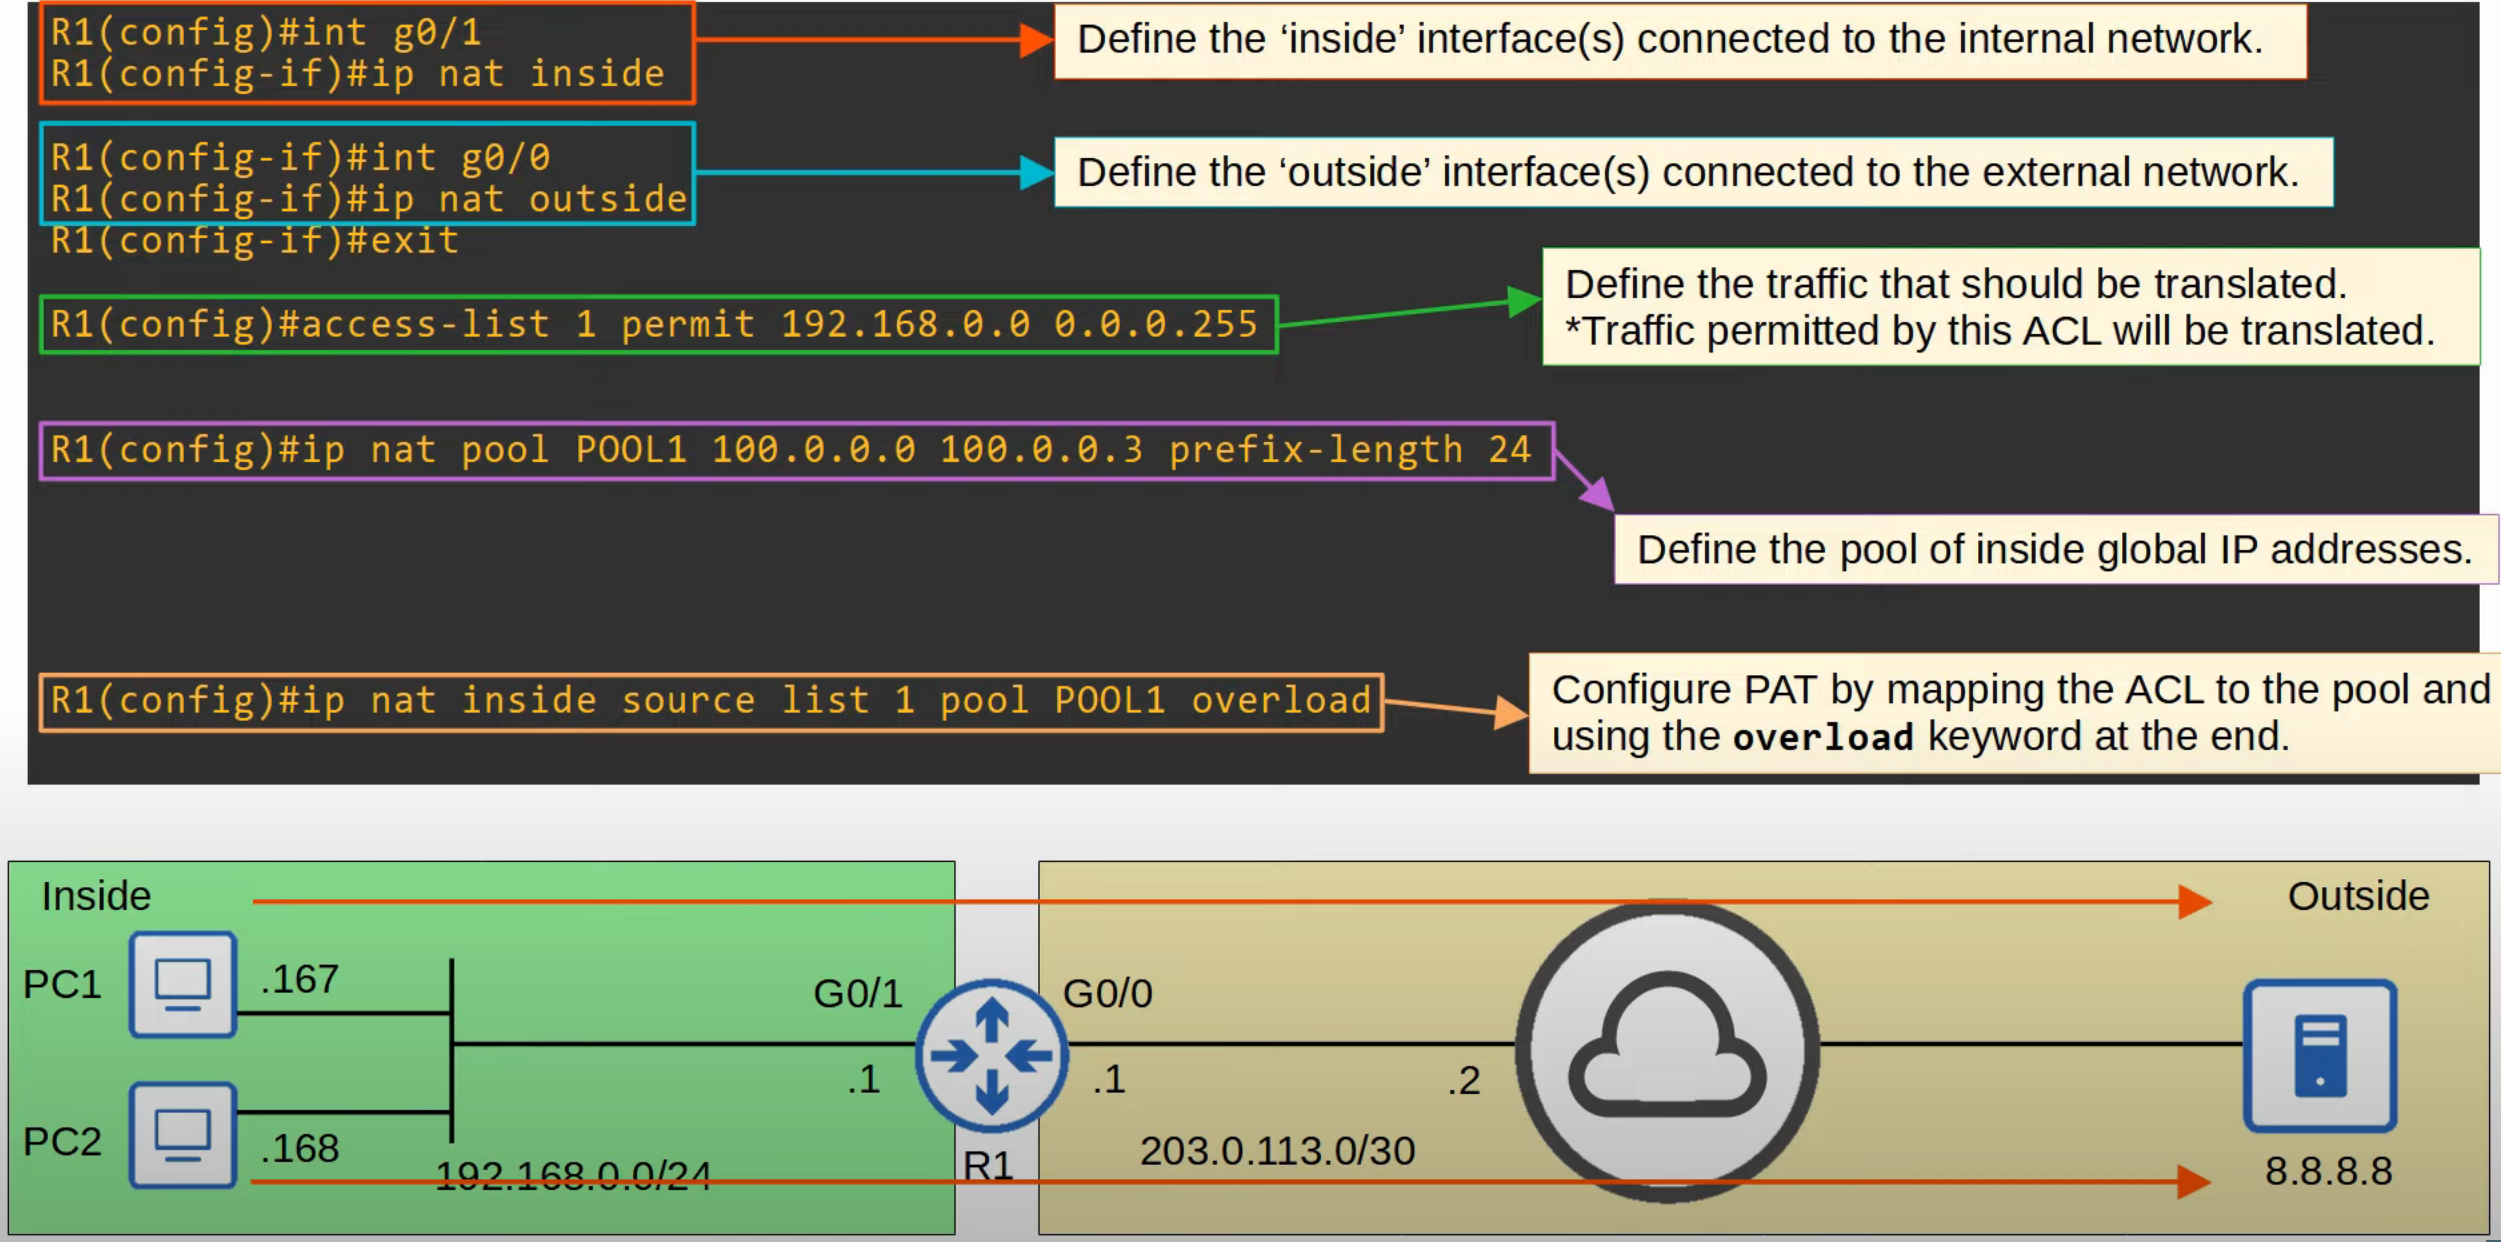 R1(config)#int g0/1
R1(config-if)#ip nat inside
Define the ‘inside’ interface(s) connected to the internal network.
R1(config-if)#int g0/0
R1(config-if)#ip nat outside
Define the ‘outside’ interface(s) connected to the external network.
R1(config-if)#exit
R1(config)#access-list 1 permit 192.168.0.0 0.0.0.255
Define the traffic that should be translated.
*Traffic permitted by this ACL will be translated.
R1(config)#ip nat pool POOL1 100.0.0.0 100.0.0.3 prefix-length 24
Define the pool of inside global IP addresses.
R1(config)#ip nat inside source list 1 pool POOL1 overload
Configure PAT by mapping the ACL to the pool and
using the overload keyword at the end.
Inside
Outside
PC1
.167
G0/1
G0/0
.1
.1
.2
PC2
.168
192.168.0.0/24
R1
203.0.113.0/30
8.8.8.8